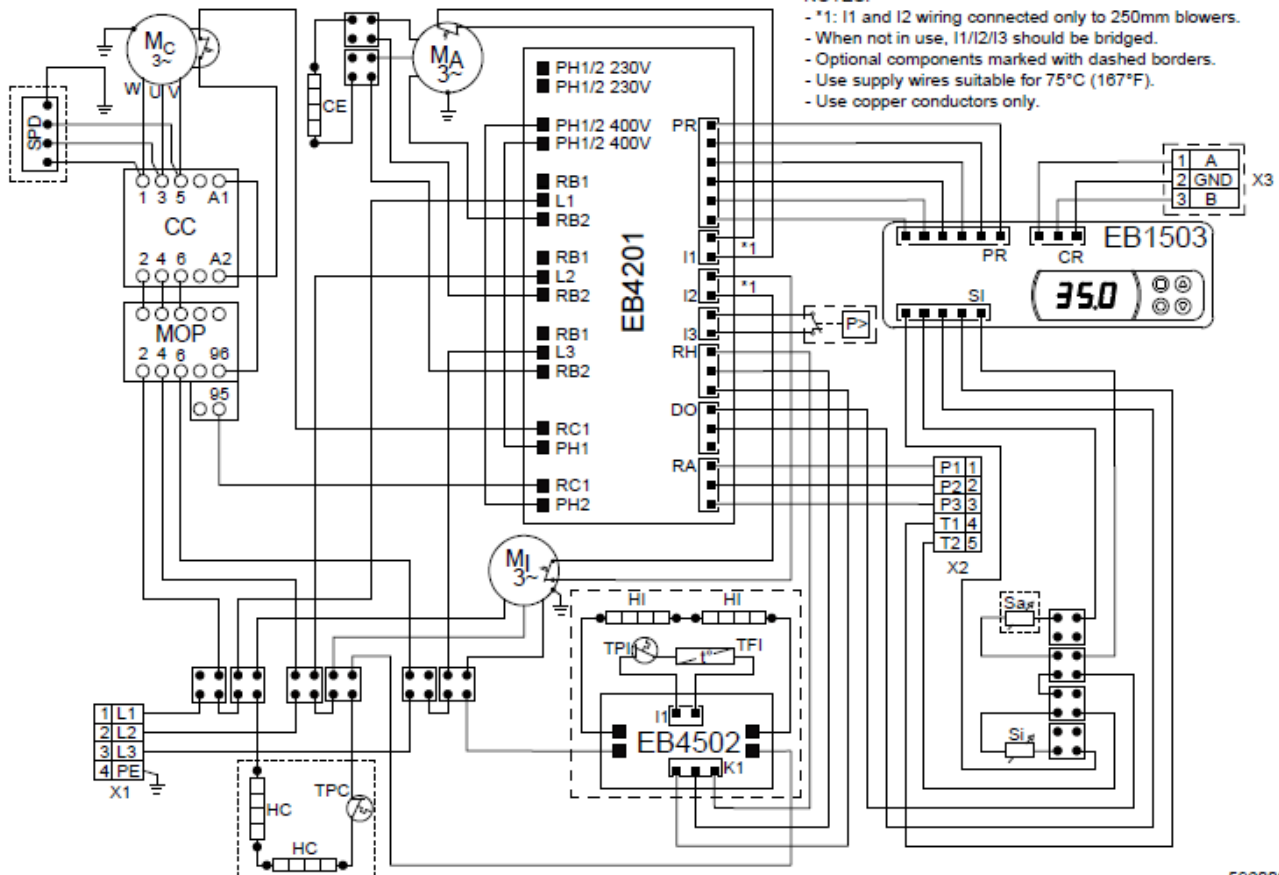 - *1: I1 and I2 wiring connected only to 250mm blowers.
- When not in use, I1/I2/I3 should be bridged.
- Optional components marked with dashed borders.
- Use supply wires suitable for 75°C (167°F).
- Use copper conductors only.
MC
3~
MA
3~
W U V
SPD
CE
1 3 5 A1
CC
2 4 6 A2
MOP
2 4 6 96
95
PH1/2 230V
PH1/2 230V
PH1/2 400V
PH1/2 400V
RB1
L1
RB2
RB1
L2
RB2
RB1
L3
RB2
RC1
PH1
RC1
PH2
EB4201
PR
I1
*1
I2
*1
I3
RH
DO
RA
P>
1 A
2 GND
3 B
X3
EB1503
PR
CR
SI
35.0
P1 1
P2 2
P3 3
T1 4
T2 5
X2
Sa
Si
MI
3~
HI
HI
TPI
TFI
t°
I1
EB4502
K1
1 L1
2 L2
3 L3
4 PE
X1
HC
TPC
HC